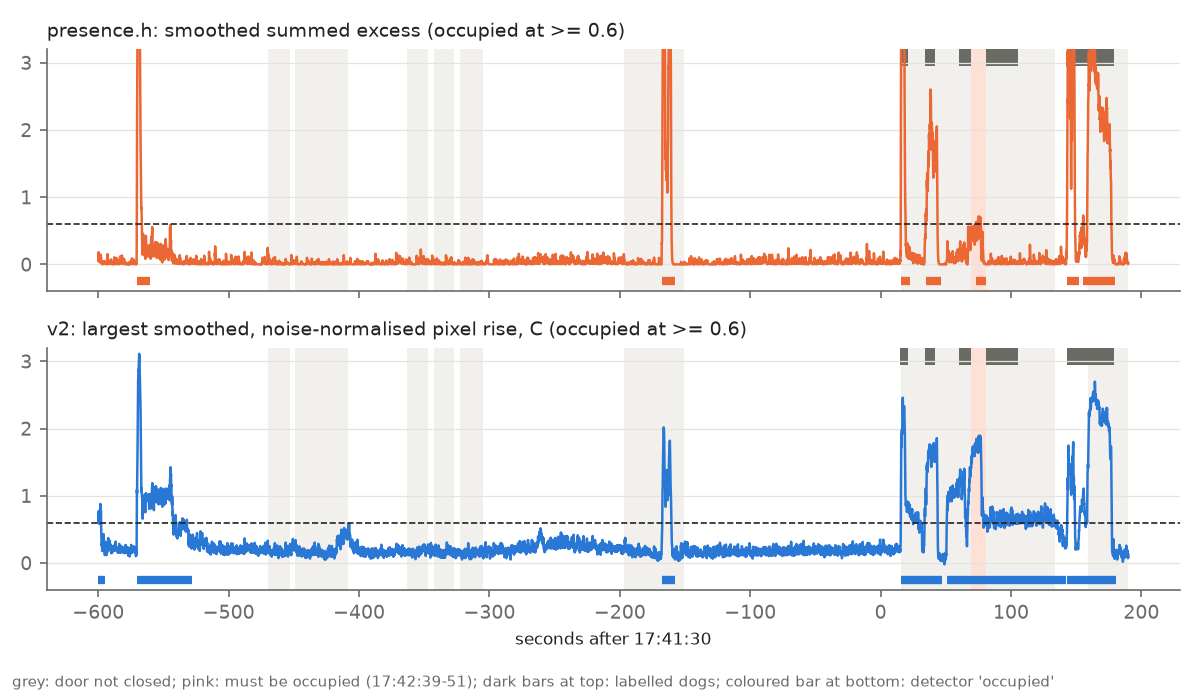 presence.h: smoothed summed excess (occupied at >= 0.6)
3
2
1
0
v2: largest smoothed, noise-normalised pixel rise, C (occupied at >= 0.6)
3
2
1
0
−600 −500 −400 −300 −200 −100 0 100 200
seconds after 17:41:30
grey: door not closed; pink: must be occupied (17:42:39-51); dark bars at top: labelled dogs; coloured bar at bottom: detector 'occupied'